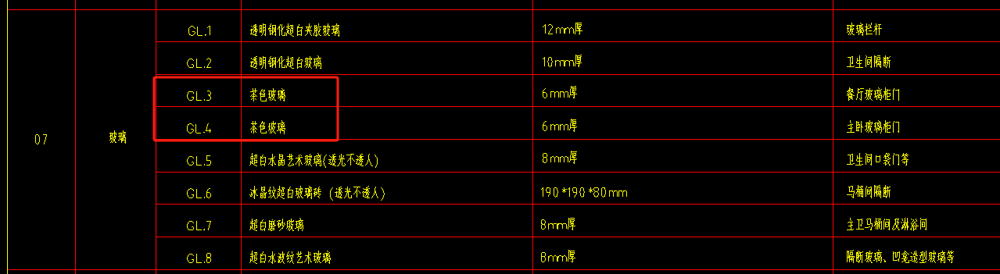 GL.1 透明钢化超白夹胶玻璃 12mm厚 玻璃栏杆
GL.2 透明钢化超白玻璃 10mm厚 卫生间隔断
GL.3 茶色玻璃 6mm厚 餐厅玻璃柜门
GL.4 茶色玻璃 6mm厚 主卧玻璃柜门
07 玻璃
GL.5 超白水晶艺术玻璃(透光不透人) 8mm厚 卫生间口袋门等
GL.6 冰晶纹超白玻璃砖 (透光不透人) 190*190*80mm 马桶间隔断
GL.7 超白磨砂玻璃 8mm厚 主卫马桶间及淋浴间
GL.8 超白水波纹艺术玻璃 8mm厚 隔断玻璃、凹龛造型玻璃等